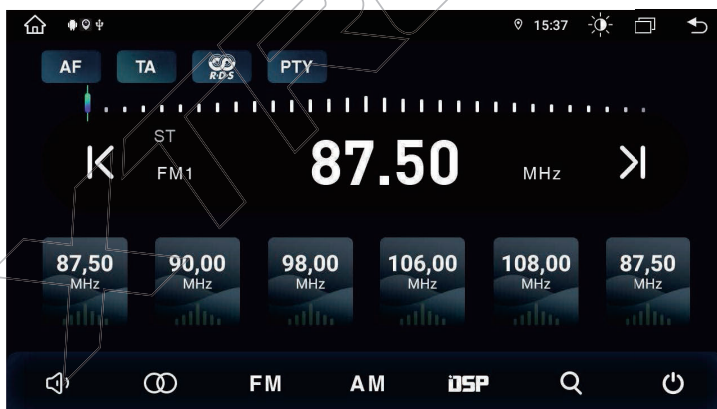 15:37
AF TA R·D·S PTY
ST
FM1 87.50 MHz
87,50 90,00 98,00 106,00 108,00 87,50
MHz MHz MHz MHz MHz MHz
FM AM DSP